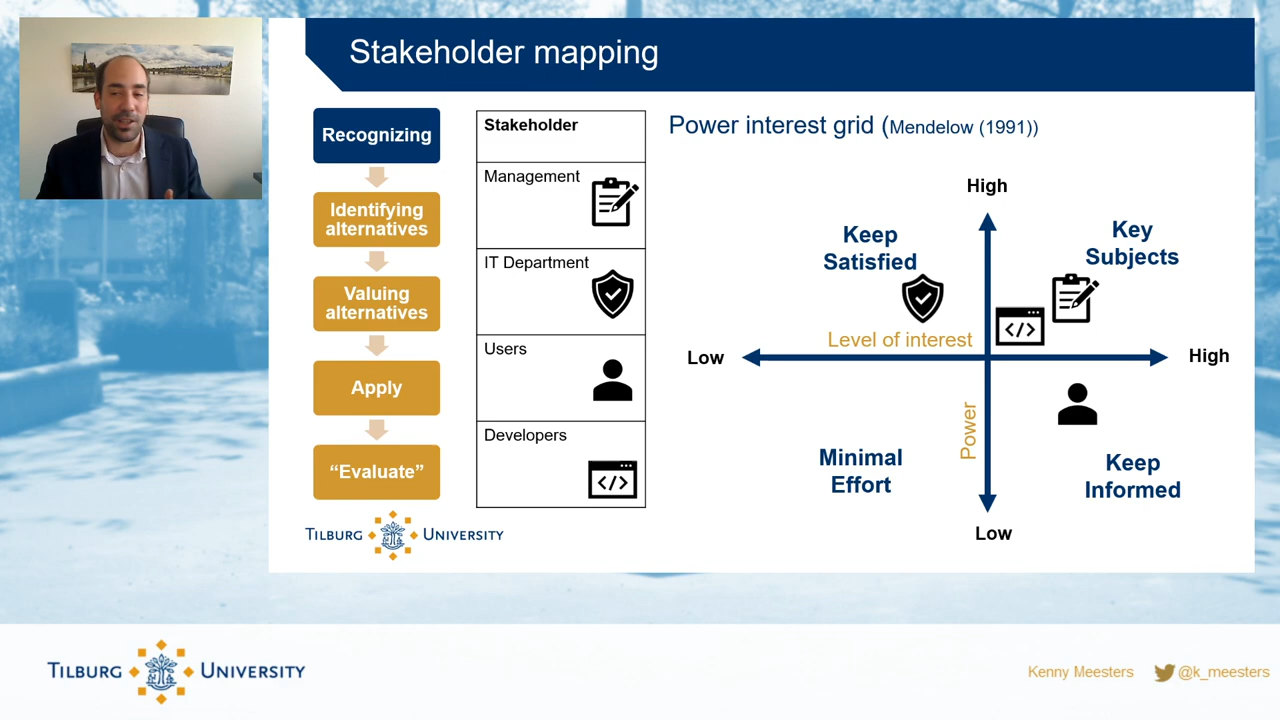 Stakeholder mapping
Recognizing
Identifying
alternatives
Valuing
alternatives
Apply
“Evaluate”
Stakeholder
Management
IT Department
Users
Developers
Power interest grid (Mendelow (1991))
High
Keep
Satisfied
Key
Subjects
</>
Level of interest
Low
High
Power
Minimal
Effort
Keep
Informed
Low
</>
TILBURG UNIVERSITY
TILBURG UNIVERSITY
Kenny Meesters
@k_meesters